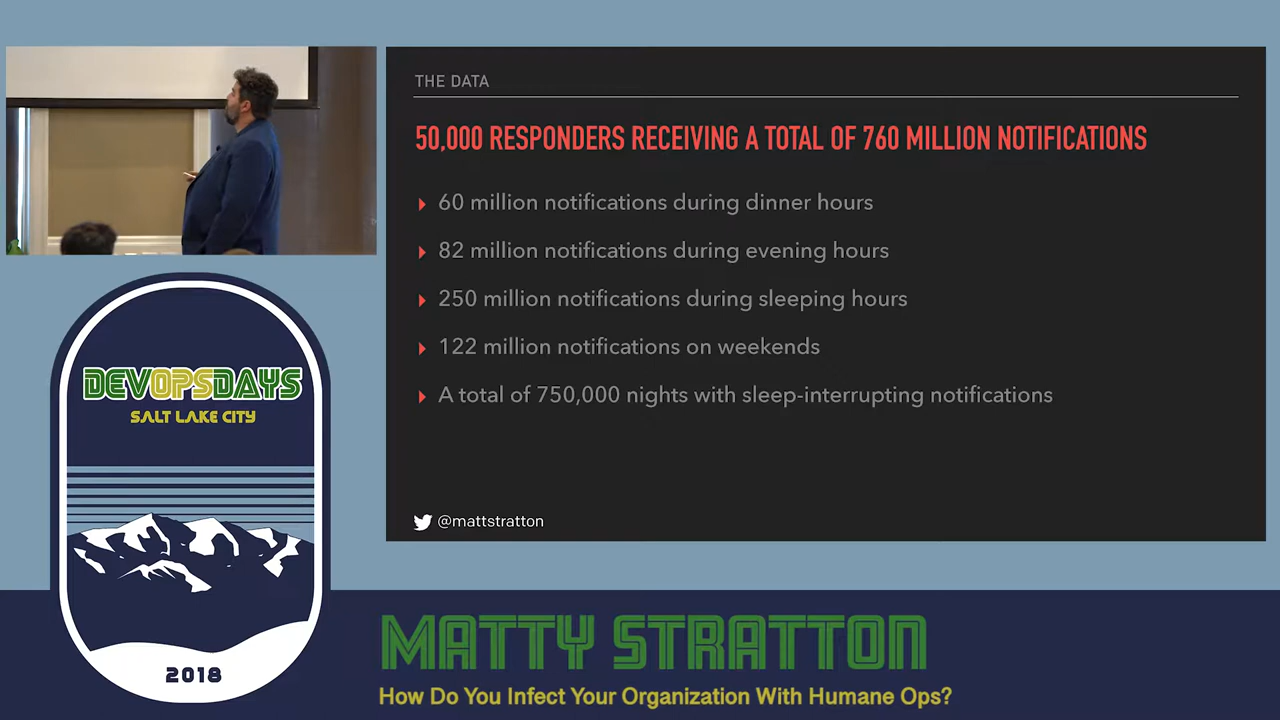 THE DATA
50,000 RESPONDERS RECEIVING A TOTAL OF 760 MILLION NOTIFICATIONS
60 million notifications during dinner hours
82 million notifications during evening hours
250 million notifications during sleeping hours
122 million notifications on weekends
A total of 750,000 nights with sleep-interrupting notifications
@mattstratton
DEVOPSDAYS
SALT LAKE CITY
2018
MATTY STRATTON
How Do You Infect Your Organization With Humane Ops?